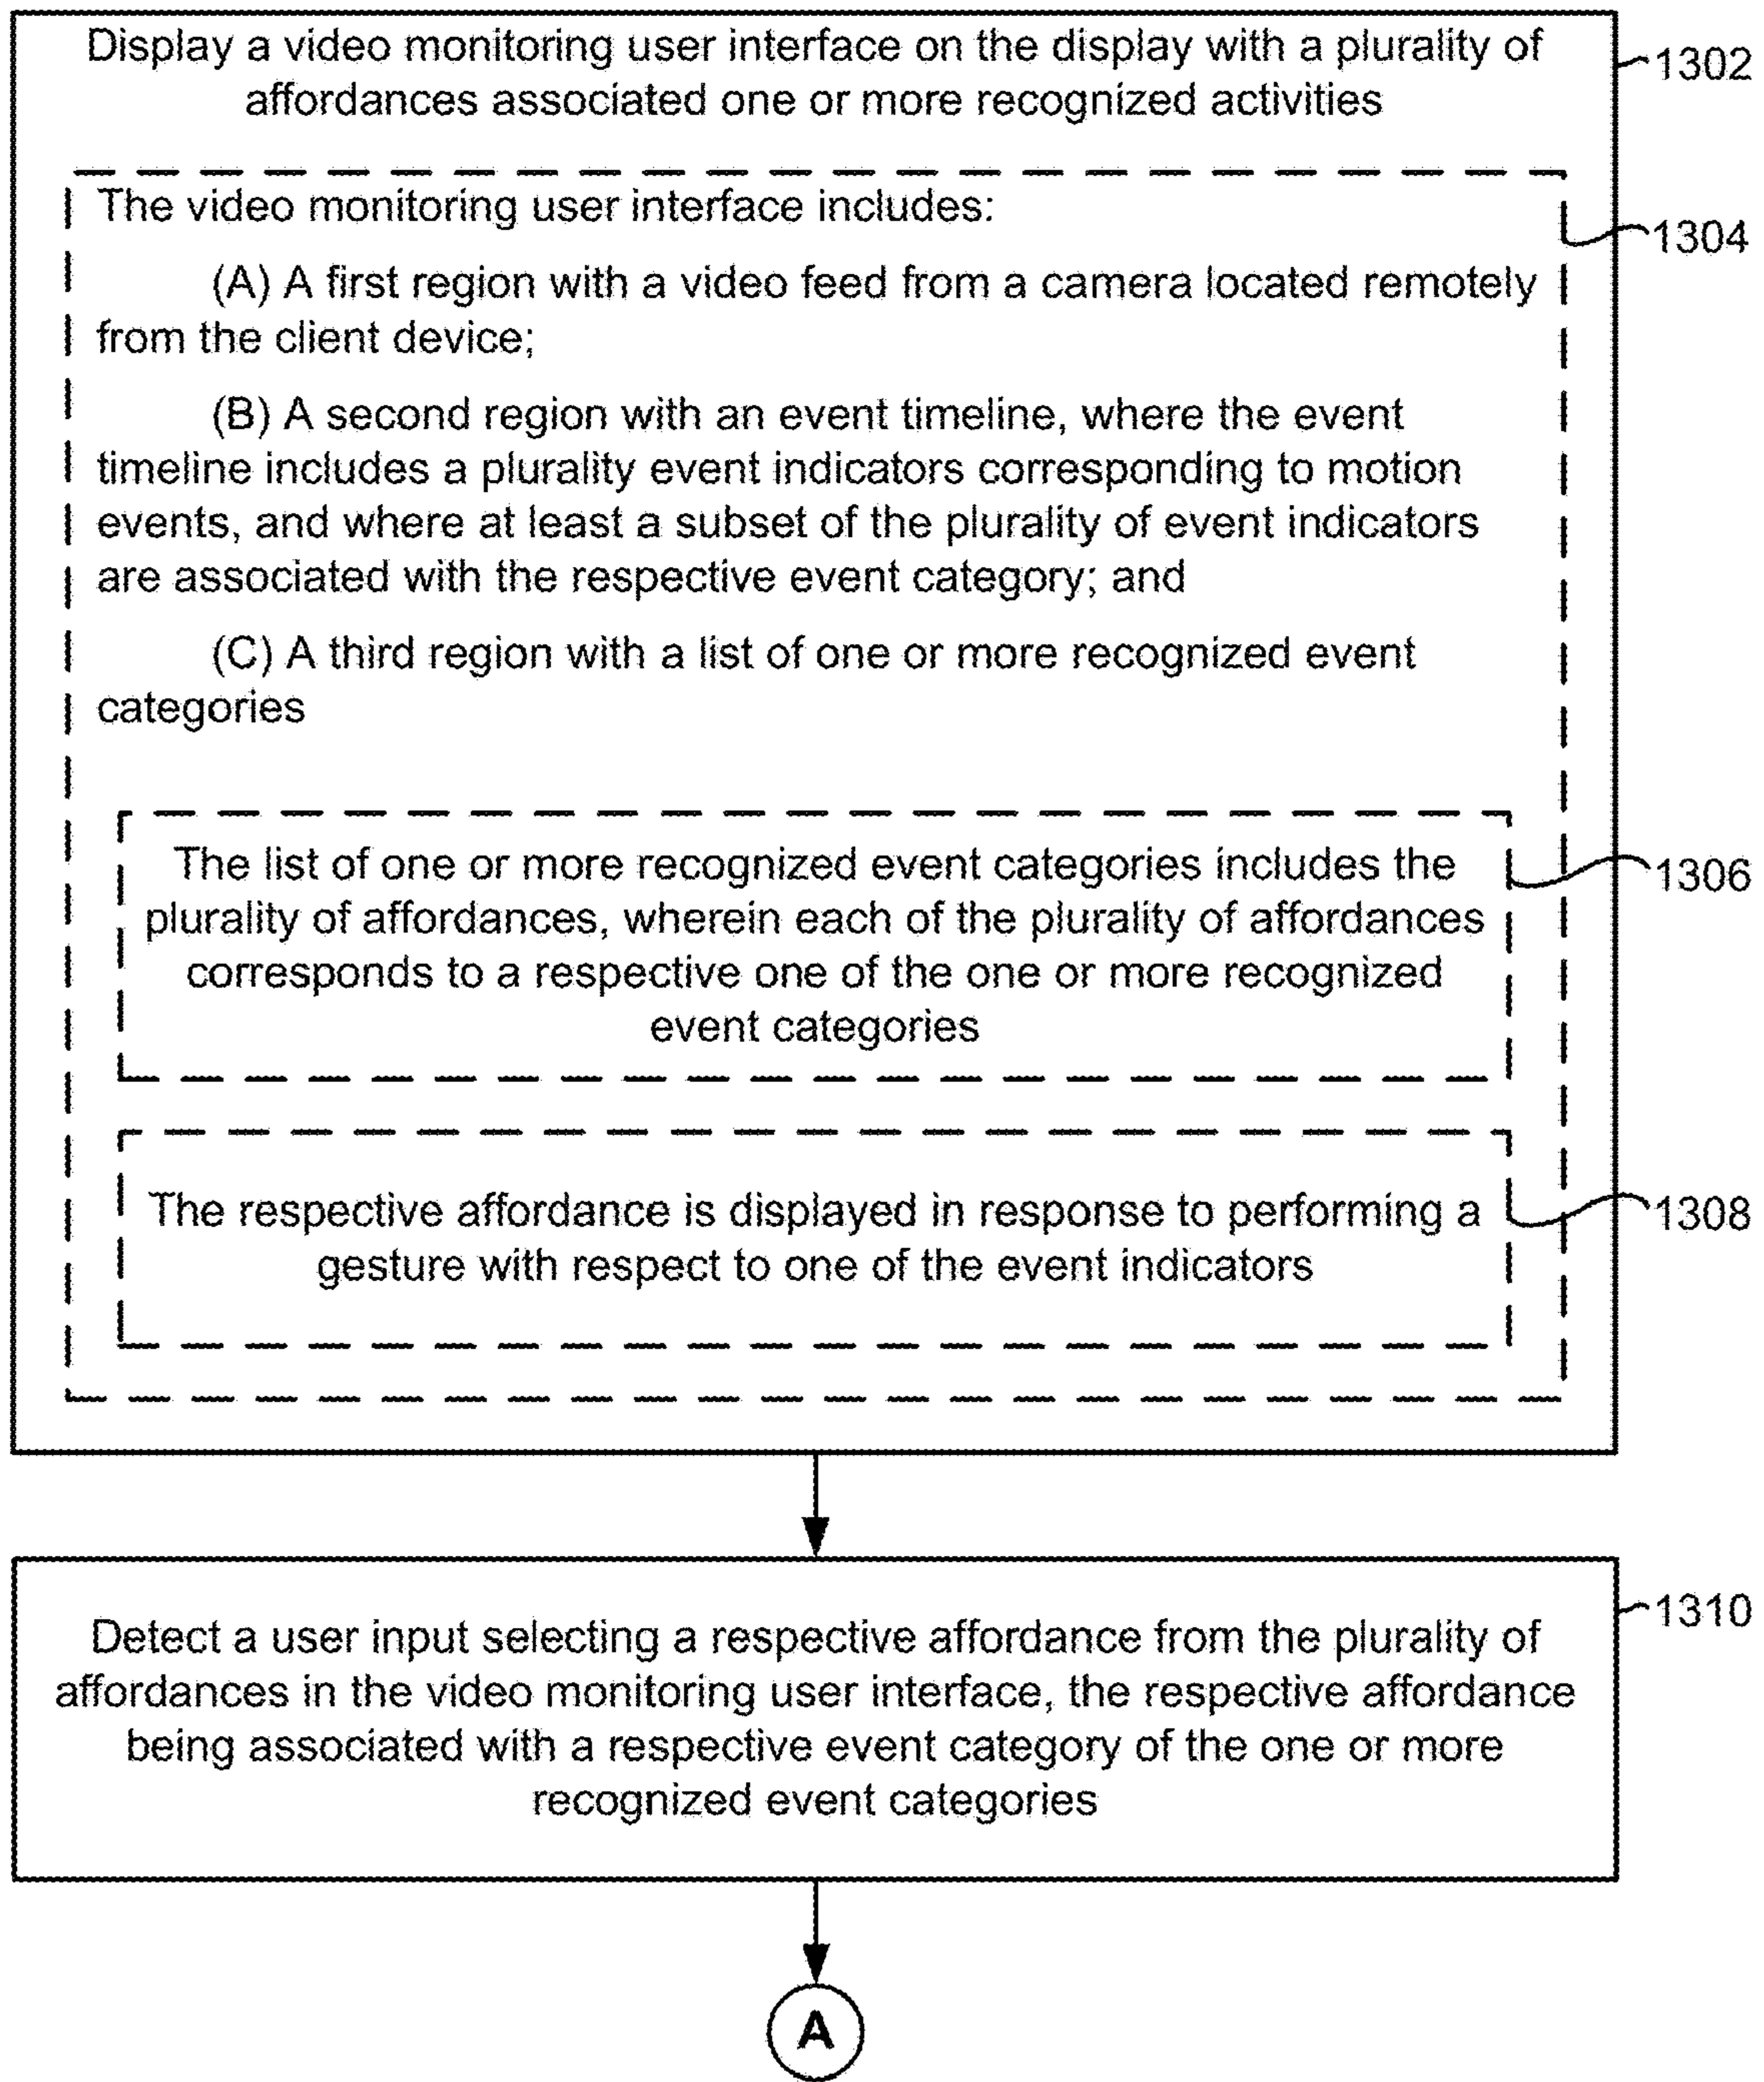 Display a video monitoring user interface on the display with a plurality of
affordances associated one or more recognized activities
1302
The video monitoring user interface includes:
1304
(A) A first region with a video feed from a camera located remotely
from the client device;
(B) A second region with an event timeline, where the event
timeline includes a plurality event indicators corresponding to motion
events, and where at least a subset of the plurality of event indicators
are associated with the respective event category; and
(C) A third region with a list of one or more recognized event
categories
The list of one or more recognized event categories includes the
plurality of affordances, wherein each of the plurality of affordances
corresponds to a respective one of the one or more recognized
event categories
1306
The respective affordance is displayed in response to performing a
gesture with respect to one of the event indicators
1308
Detect a user input selecting a respective affordance from the plurality of
affordances in the video monitoring user interface, the respective affordance
being associated with a respective event category of the one or more
recognized event categories
1310
A